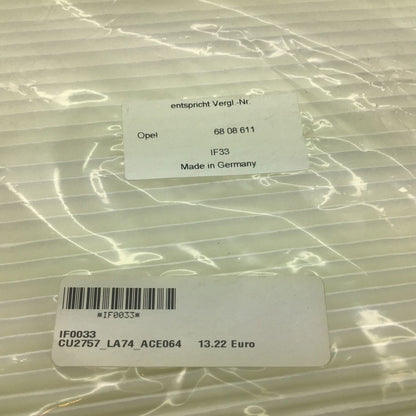 entspricht Vergl.-Nr.
Opel 68 08 611
IF33
Made in Germany
*IF0033*
IF0033
CU2757_LA74_ACE064 13.22 Euro